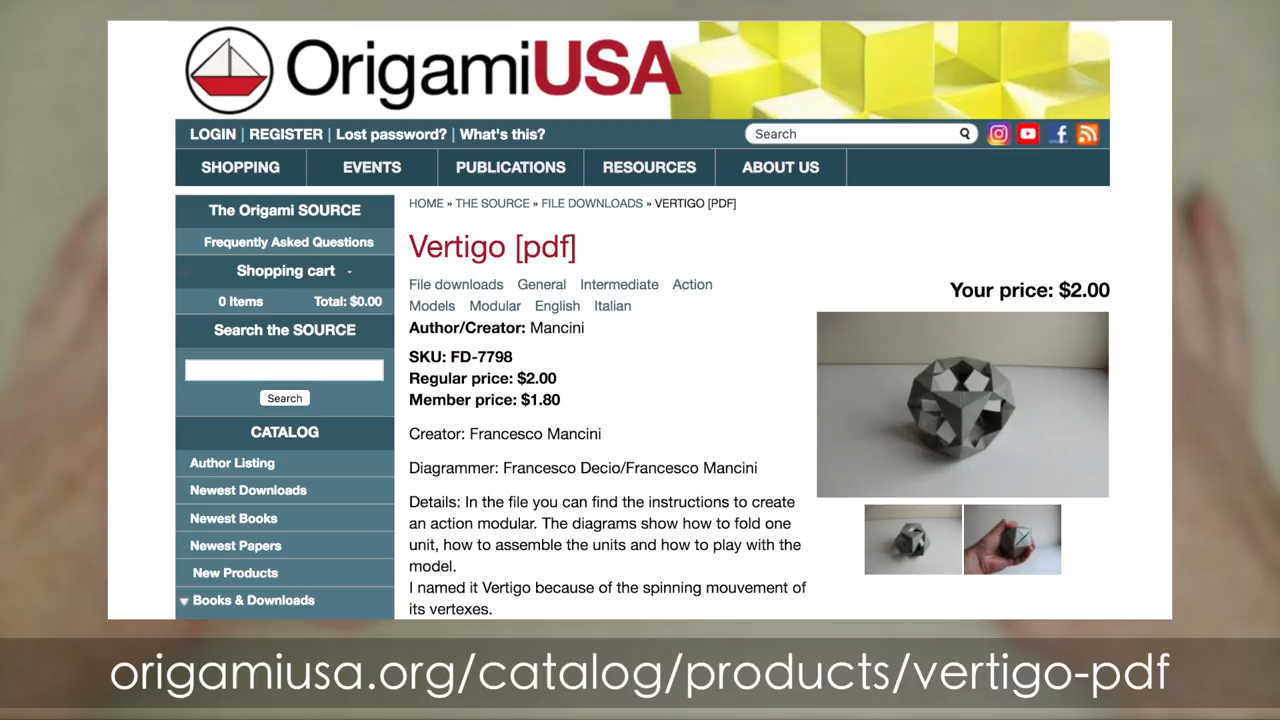 OrigamiUSA
LOGIN | REGISTER | Lost password? | What's this?
Search
SHOPPING
EVENTS
PUBLICATIONS
RESOURCES
ABOUT US
The Origami SOURCE
Frequently Asked Questions
Shopping cart -
0 Items Total: $0.00
Search the SOURCE
Search
CATALOG
Author Listing
Newest Downloads
Newest Books
Newest Papers
New Products
Books & Downloads
HOME » THE SOURCE » FILE DOWNLOADS » VERTIGO [PDF]
Vertigo [pdf]
File downloads General Intermediate Action
Models Modular English Italian
Author/Creator: Mancini
SKU: FD-7798
Regular price: $2.00
Member price: $1.80
Creator: Francesco Mancini
Diagrammer: Francesco Decio/Francesco Mancini
Details: In the file you can find the instructions to create
an action modular. The diagrams show how to fold one
unit, how to assemble the units and how to play with the
model.
I named it Vertigo because of the spinning mouvement of
its vertexes.
Your price: $2.00
origamiusa.org/catalog/products/vertigo-pdf